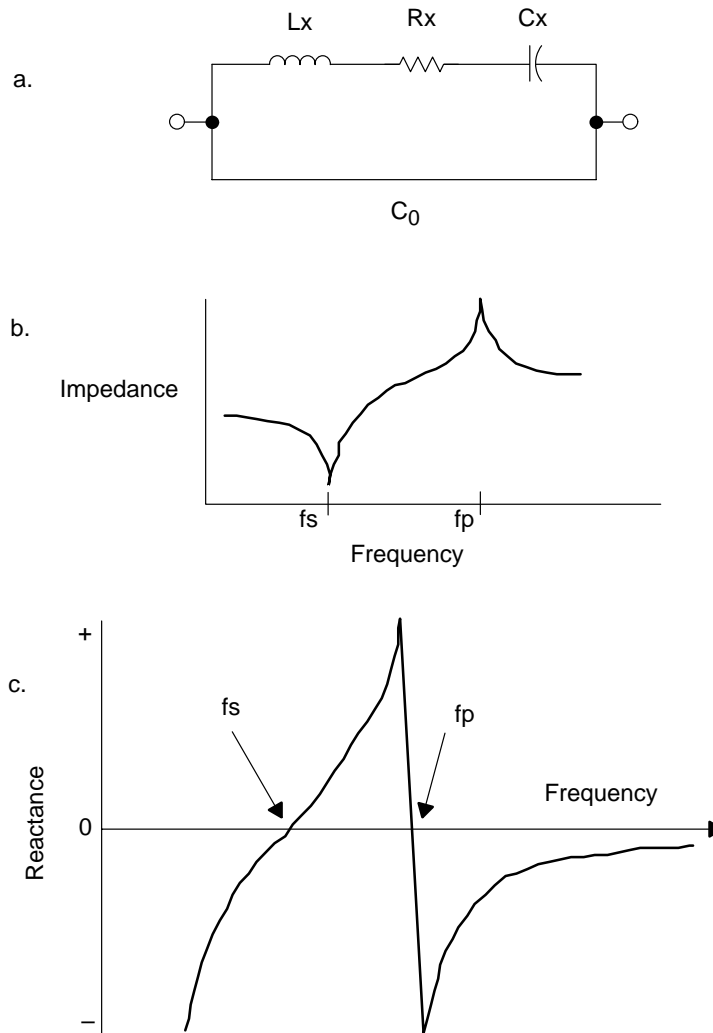 a.
Lx
Rx
Cx
C0
b.
Impedance
fs
fp
Frequency
c.
+
fs
fp
Frequency
0
Reactance
–